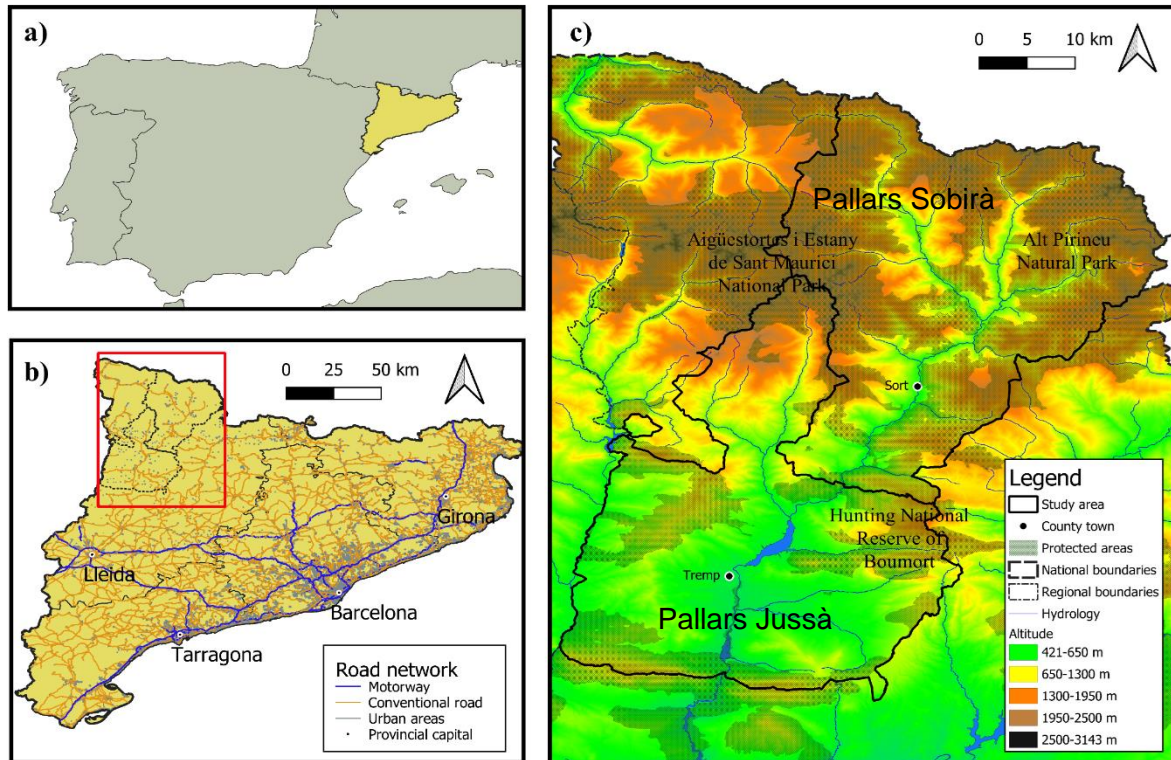 a)
b)
0 25 50 km
Girona
Lleida
Barcelona
Tarragona
Road network
Motorway
Conventional road
Urban areas
Provincial capital
c)
0 5 10 km
Pallars Sobirà
Aigüestortes i Estany
de Sant Maurici
National Park
Alt Pirineu
Natural Park
Sort
Hunting National
Reserve of
Boumort
Tremp
Pallars Jussà
Legend
Study area
County town
Protected areas
National boundaries
Regional boundaries
Hydrology
Altitude
421-650 m
650-1300 m
1300-1950 m
1950-2500 m
2500-3143 m